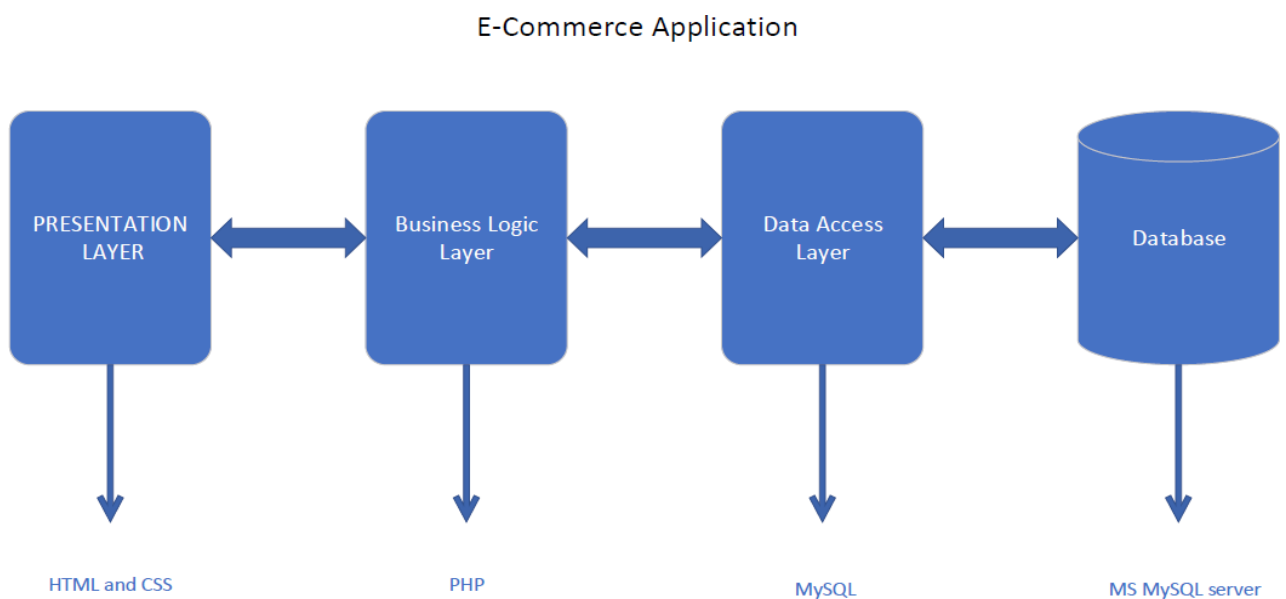 E-Commerce Application
PRESENTATION
LAYER
Business Logic
Layer
Data Access
Layer
Database
HTML and CSS
PHP
MySQL
MS MySQL server